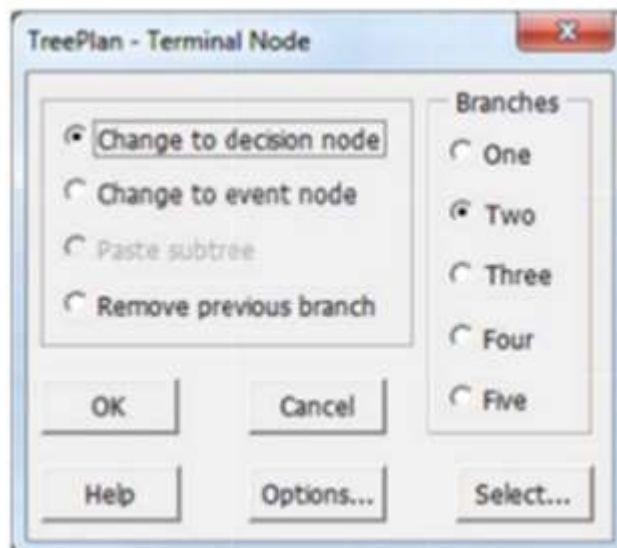 TreePlan - Terminal Node
Change to decision node
Change to event node
Paste subtree
Remove previous branch
Branches
One
Two
Three
Four
Five
OK
Cancel
Help
Options...
Select...